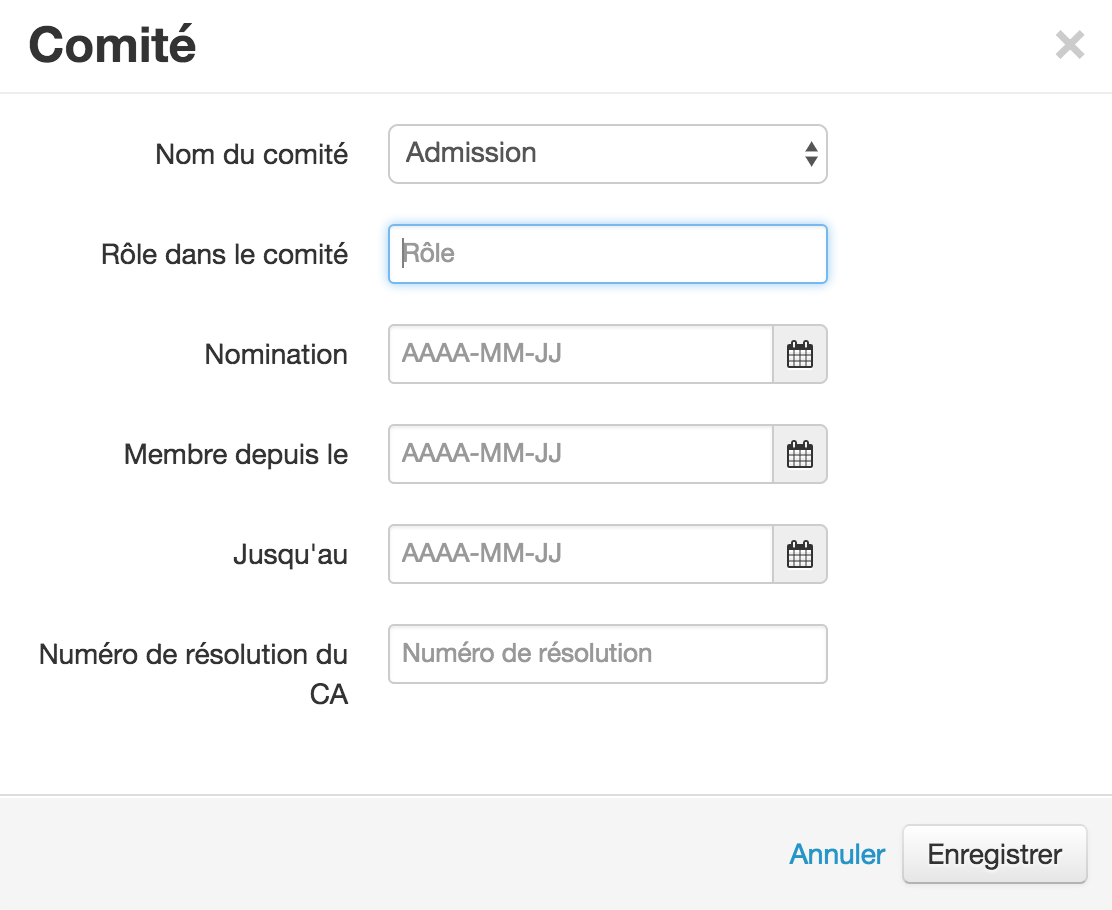 Comité
Nom du comité Admission
Rôle dans le comité Rôle
Nomination AAAA-MM-JJ
Membre depuis le AAAA-MM-JJ
Jusqu'au AAAA-MM-JJ
Numéro de résolution du Numéro de résolution
CA
Annuler Enregistrer